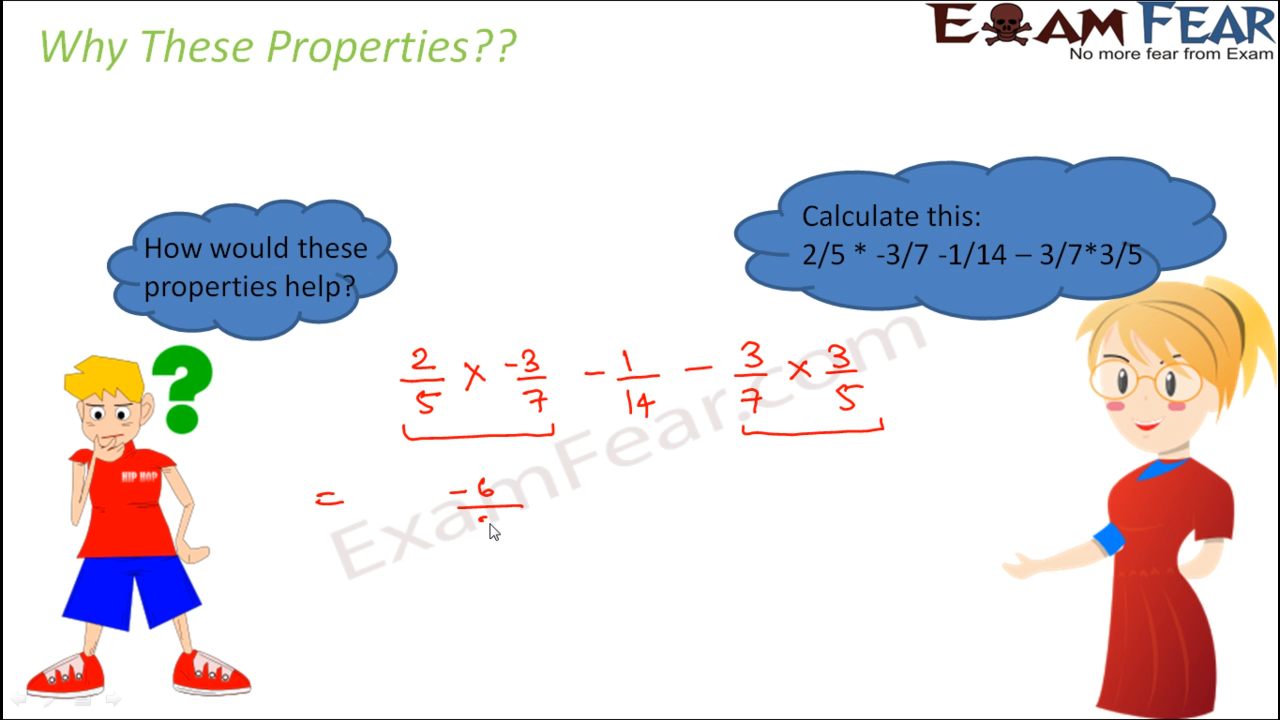 Why These Properties??
EXAM FEAR
No more fear from Exam
How would these
properties help?
Calculate this:
2/5 * -3/7 -1/14 – 3/7*3/5
2/5 × -3/7 - 1/14 - 3/7 × 3/5
= -6/
HIP HOP
ExamFear.com